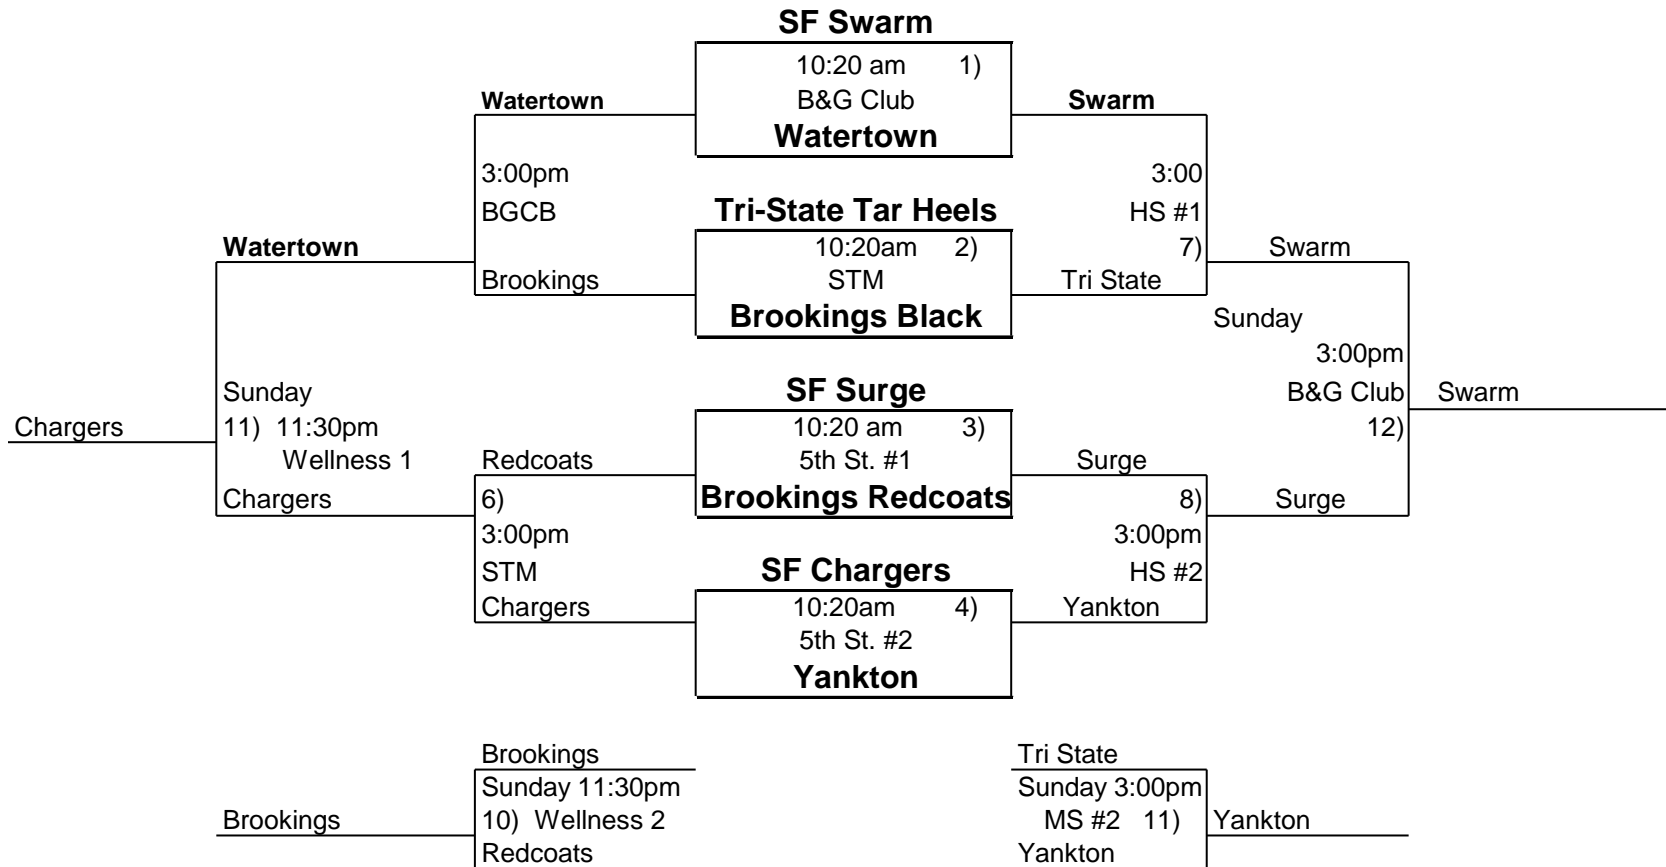 SF Swarm
10:20 am 1)
Watertown B&G Club Swarm
Watertown
3:00pm 3:00
BGCB Tri-State Tar Heels HS #1
Watertown 10:20am 2) 7) Swarm
Brookings STM Tri State
Brookings Black Sunday
3:00pm
Sunday SF Surge B&G Club Swarm
Chargers 11) 11:30pm 10:20 am 3) 12)
Wellness 1 Redcoats 5th St. #1 Surge
Chargers 6) Brookings Redcoats 8) Surge
3:00pm 3:00pm
STM SF Chargers HS #2
Chargers 10:20am 4) Yankton
5th St. #2
Yankton
Brookings Tri State
Sunday 11:30pm Sunday 3:00pm
Brookings 10) Wellness 2 MS #2 11) Yankton
Redcoats Yankton